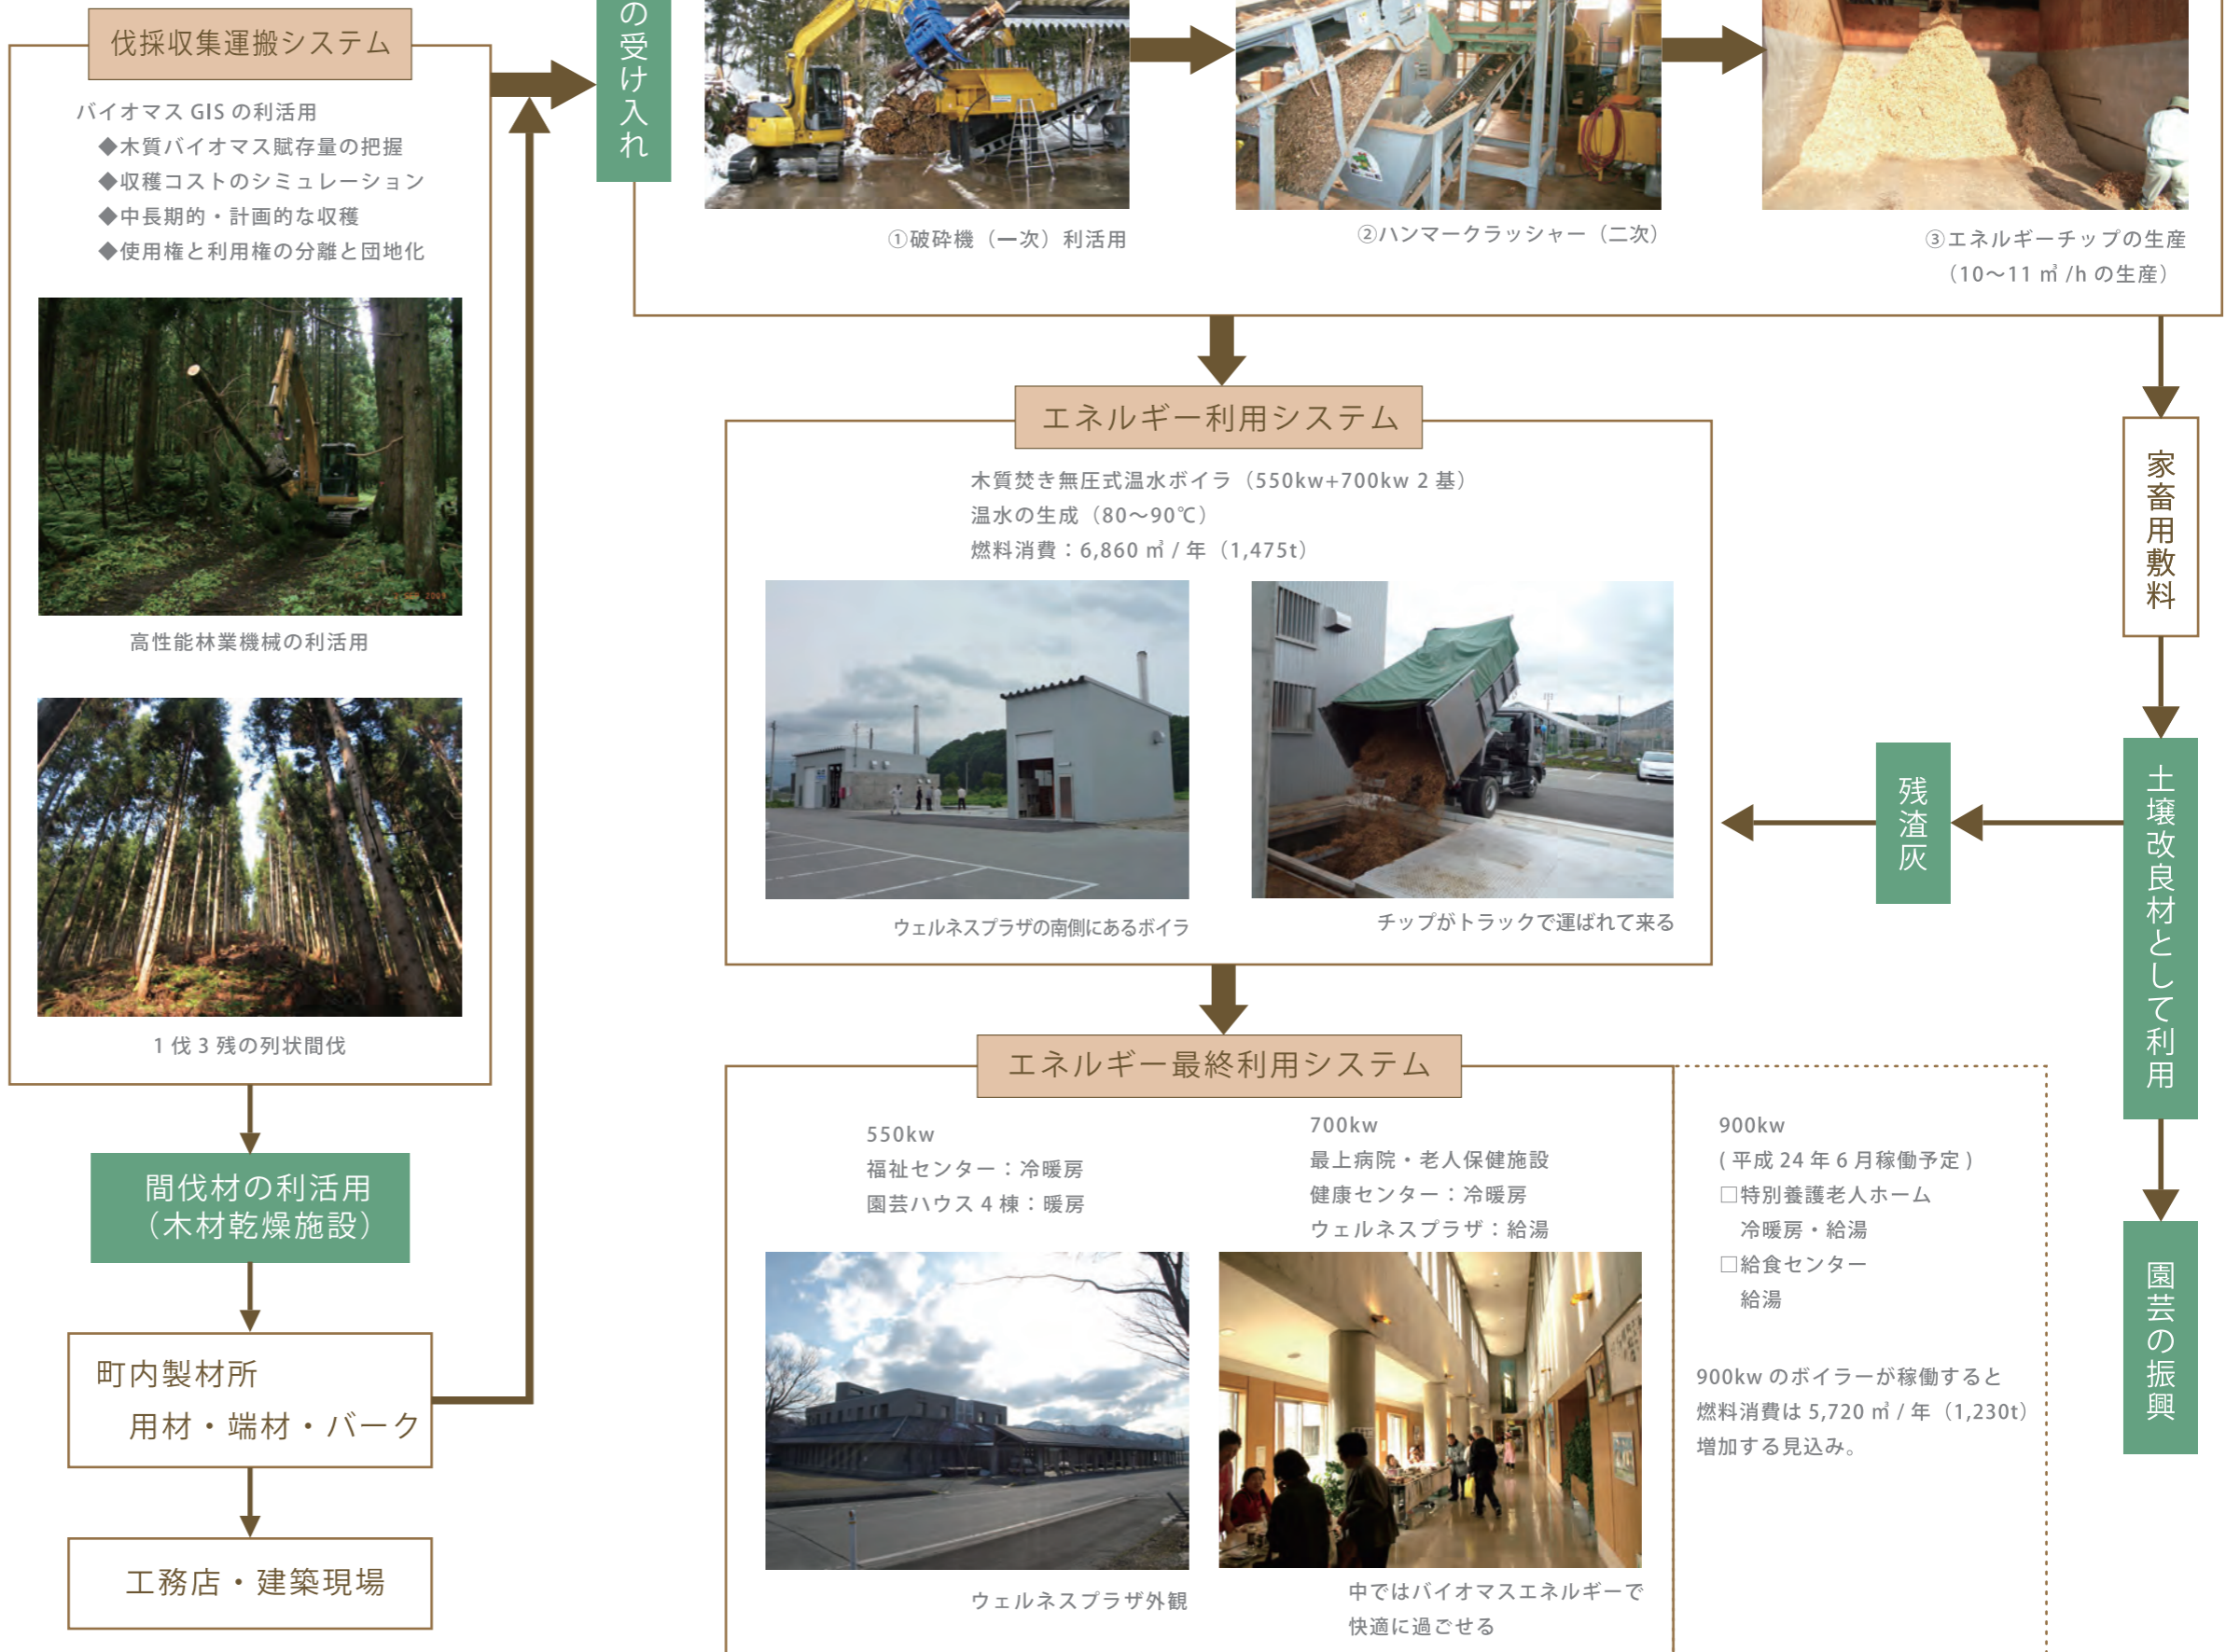 伐採収集運搬システム
バイオマス GIS の利活用
◆木質バイオマス賦存量の把握
◆収穫コストのシミュレーション
◆中長期的・計画的な収穫
◆使用権と利用権の分離と団地化
高性能林業機械の利活用
1 伐 3 残の列状間伐
間伐材の利活用
（木材乾燥施設）
町内製材所
用材・端材・バーク
工務店・建築現場
の受け入れ
①破砕機（一次）利活用
②ハンマークラッシャー（二次）
③エネルギーチップの生産
（10〜11 ㎥ /h の生産）
エネルギー利用システム
木質焚き無圧式温水ボイラ（550kw+700kw 2 基）
温水の生成（80〜90℃）
燃料消費：6,860 ㎥ / 年（1,475t）
ウェルネスプラザの南側にあるボイラ
チップがトラックで運ばれて来る
家畜用敷料
土壌改良材として利用
残渣灰
園芸の振興
エネルギー最終利用システム
550kw
福祉センター：冷暖房
園芸ハウス 4 棟：暖房
700kw
最上病院・老人保健施設
健康センター：冷暖房
ウェルネスプラザ：給湯
ウェルネスプラザ外観
中ではバイオマスエネルギーで
快適に過ごせる
900kw
( 平成 24 年 6 月稼働予定 )
□特別養護老人ホーム
冷暖房・給湯
□給食センター
給湯
900kw のボイラーが稼働すると
燃料消費は 5,720 ㎥ / 年（1,230t）
増加する見込み。